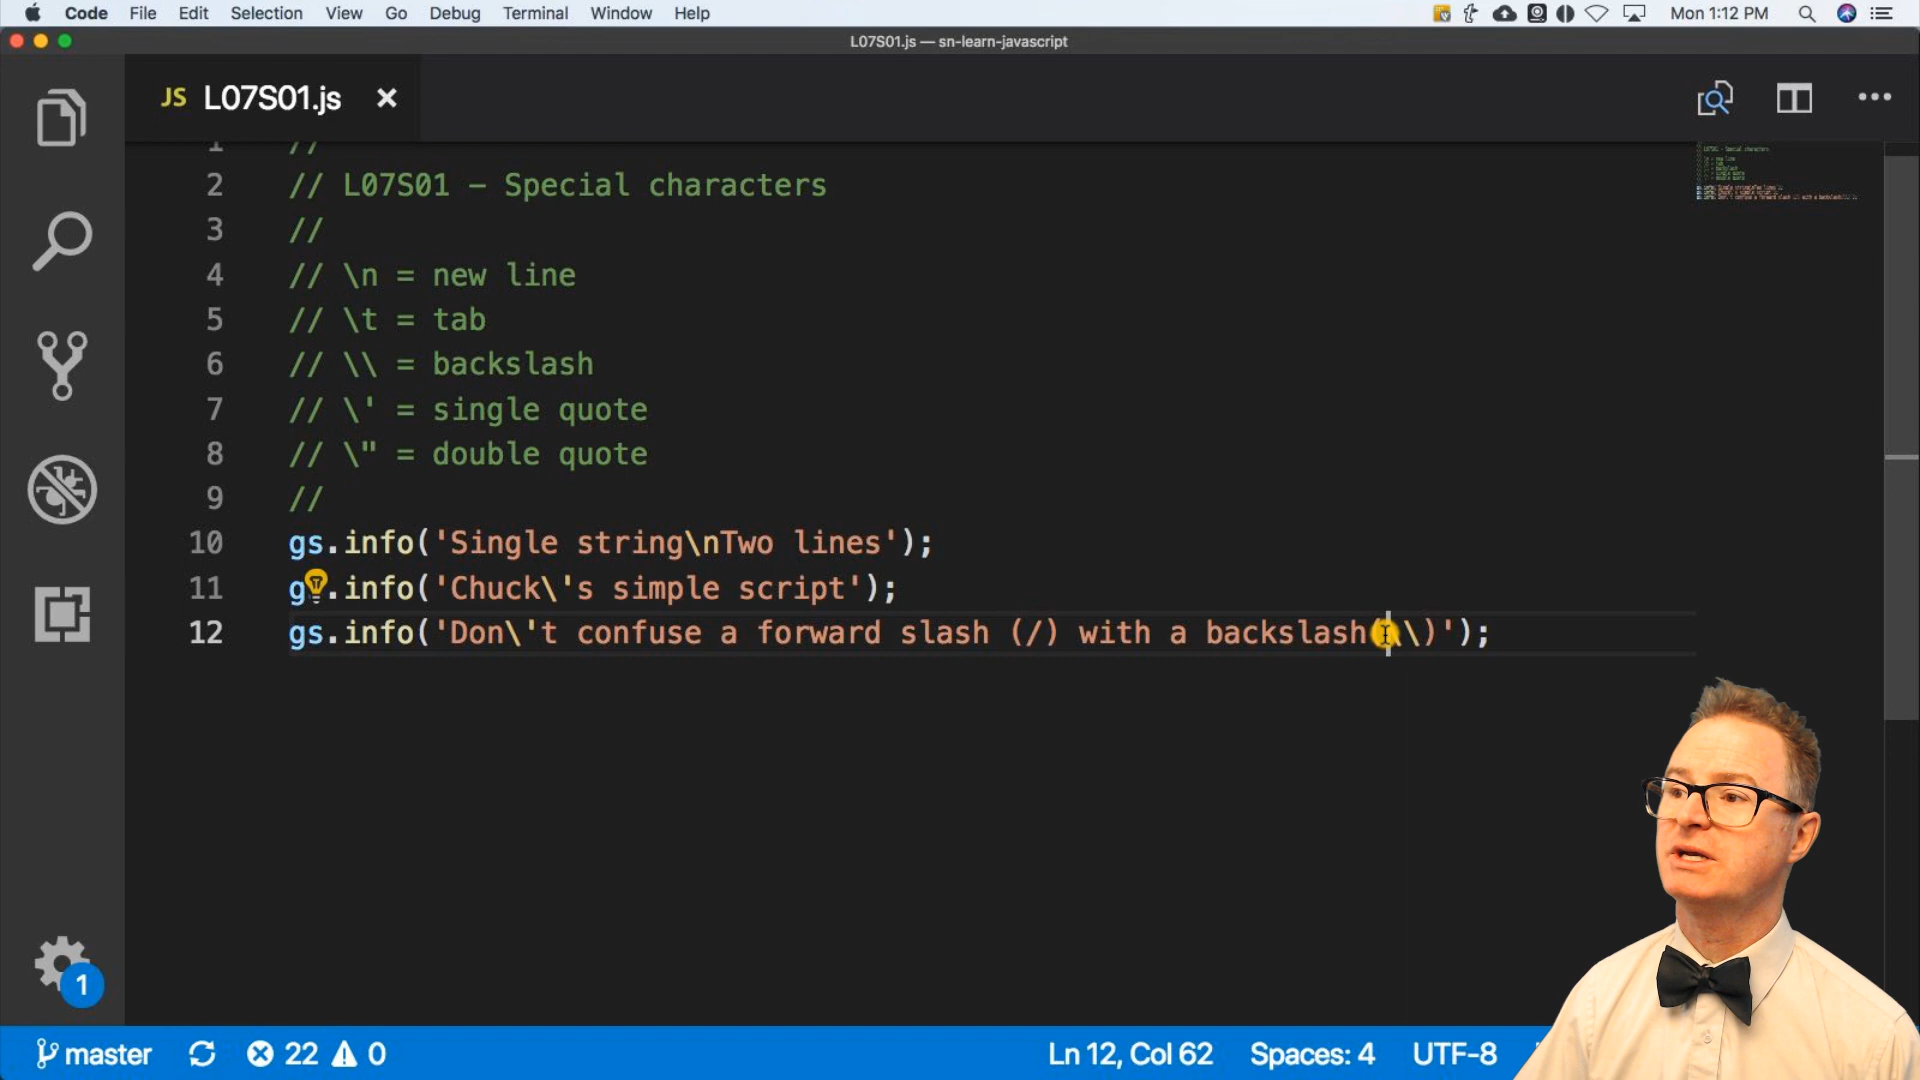 Code File Edit Selection View Go Debug Terminal Window Help Mon 1:12 PM
L07S01.js — sn-learn-javascript
JS L07S01.js
1 //
2 // L07S01 – Special characters
3 //
4 // \n = new line
5 // \t = tab
6 // \\ = backslash
7 // \' = single quote
8 // \" = double quote
9 //
10 gs.info('Single string\nTwo lines');
11 gs.info('Chuck\'s simple script');
12 gs.info('Don\'t confuse a forward slash (/) with a backslash(\\)');
1
master 22 0 Ln 12, Col 62 Spaces: 4 UTF-8